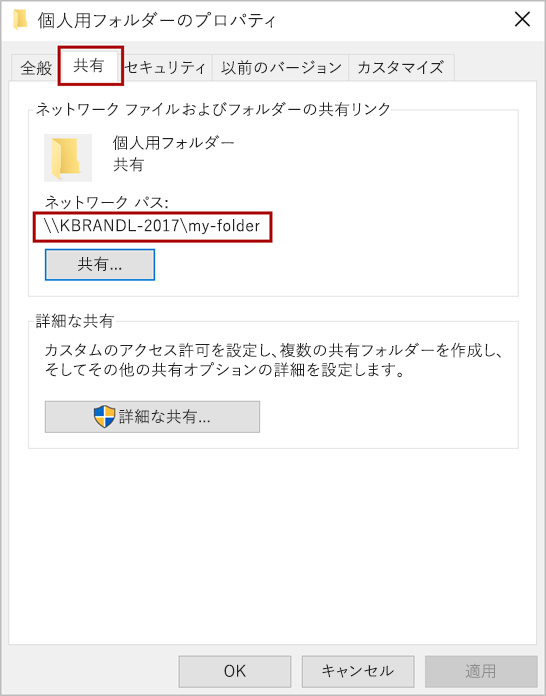 個人用フォルダーのプロパティ
全般 共有 セキュリティ 以前のバージョン カスタマイズ
ネットワーク ファイルおよびフォルダーの共有リンク
個人用フォルダー
共有
ネットワーク パス:
\\KBRANDL-2017\my-folder
共有...
詳細な共有
カスタムのアクセス許可を設定し、複数の共有フォルダーを作成し、
そしてその他の共有オプションの詳細を設定します。
詳細な共有...
OK キャンセル 適用